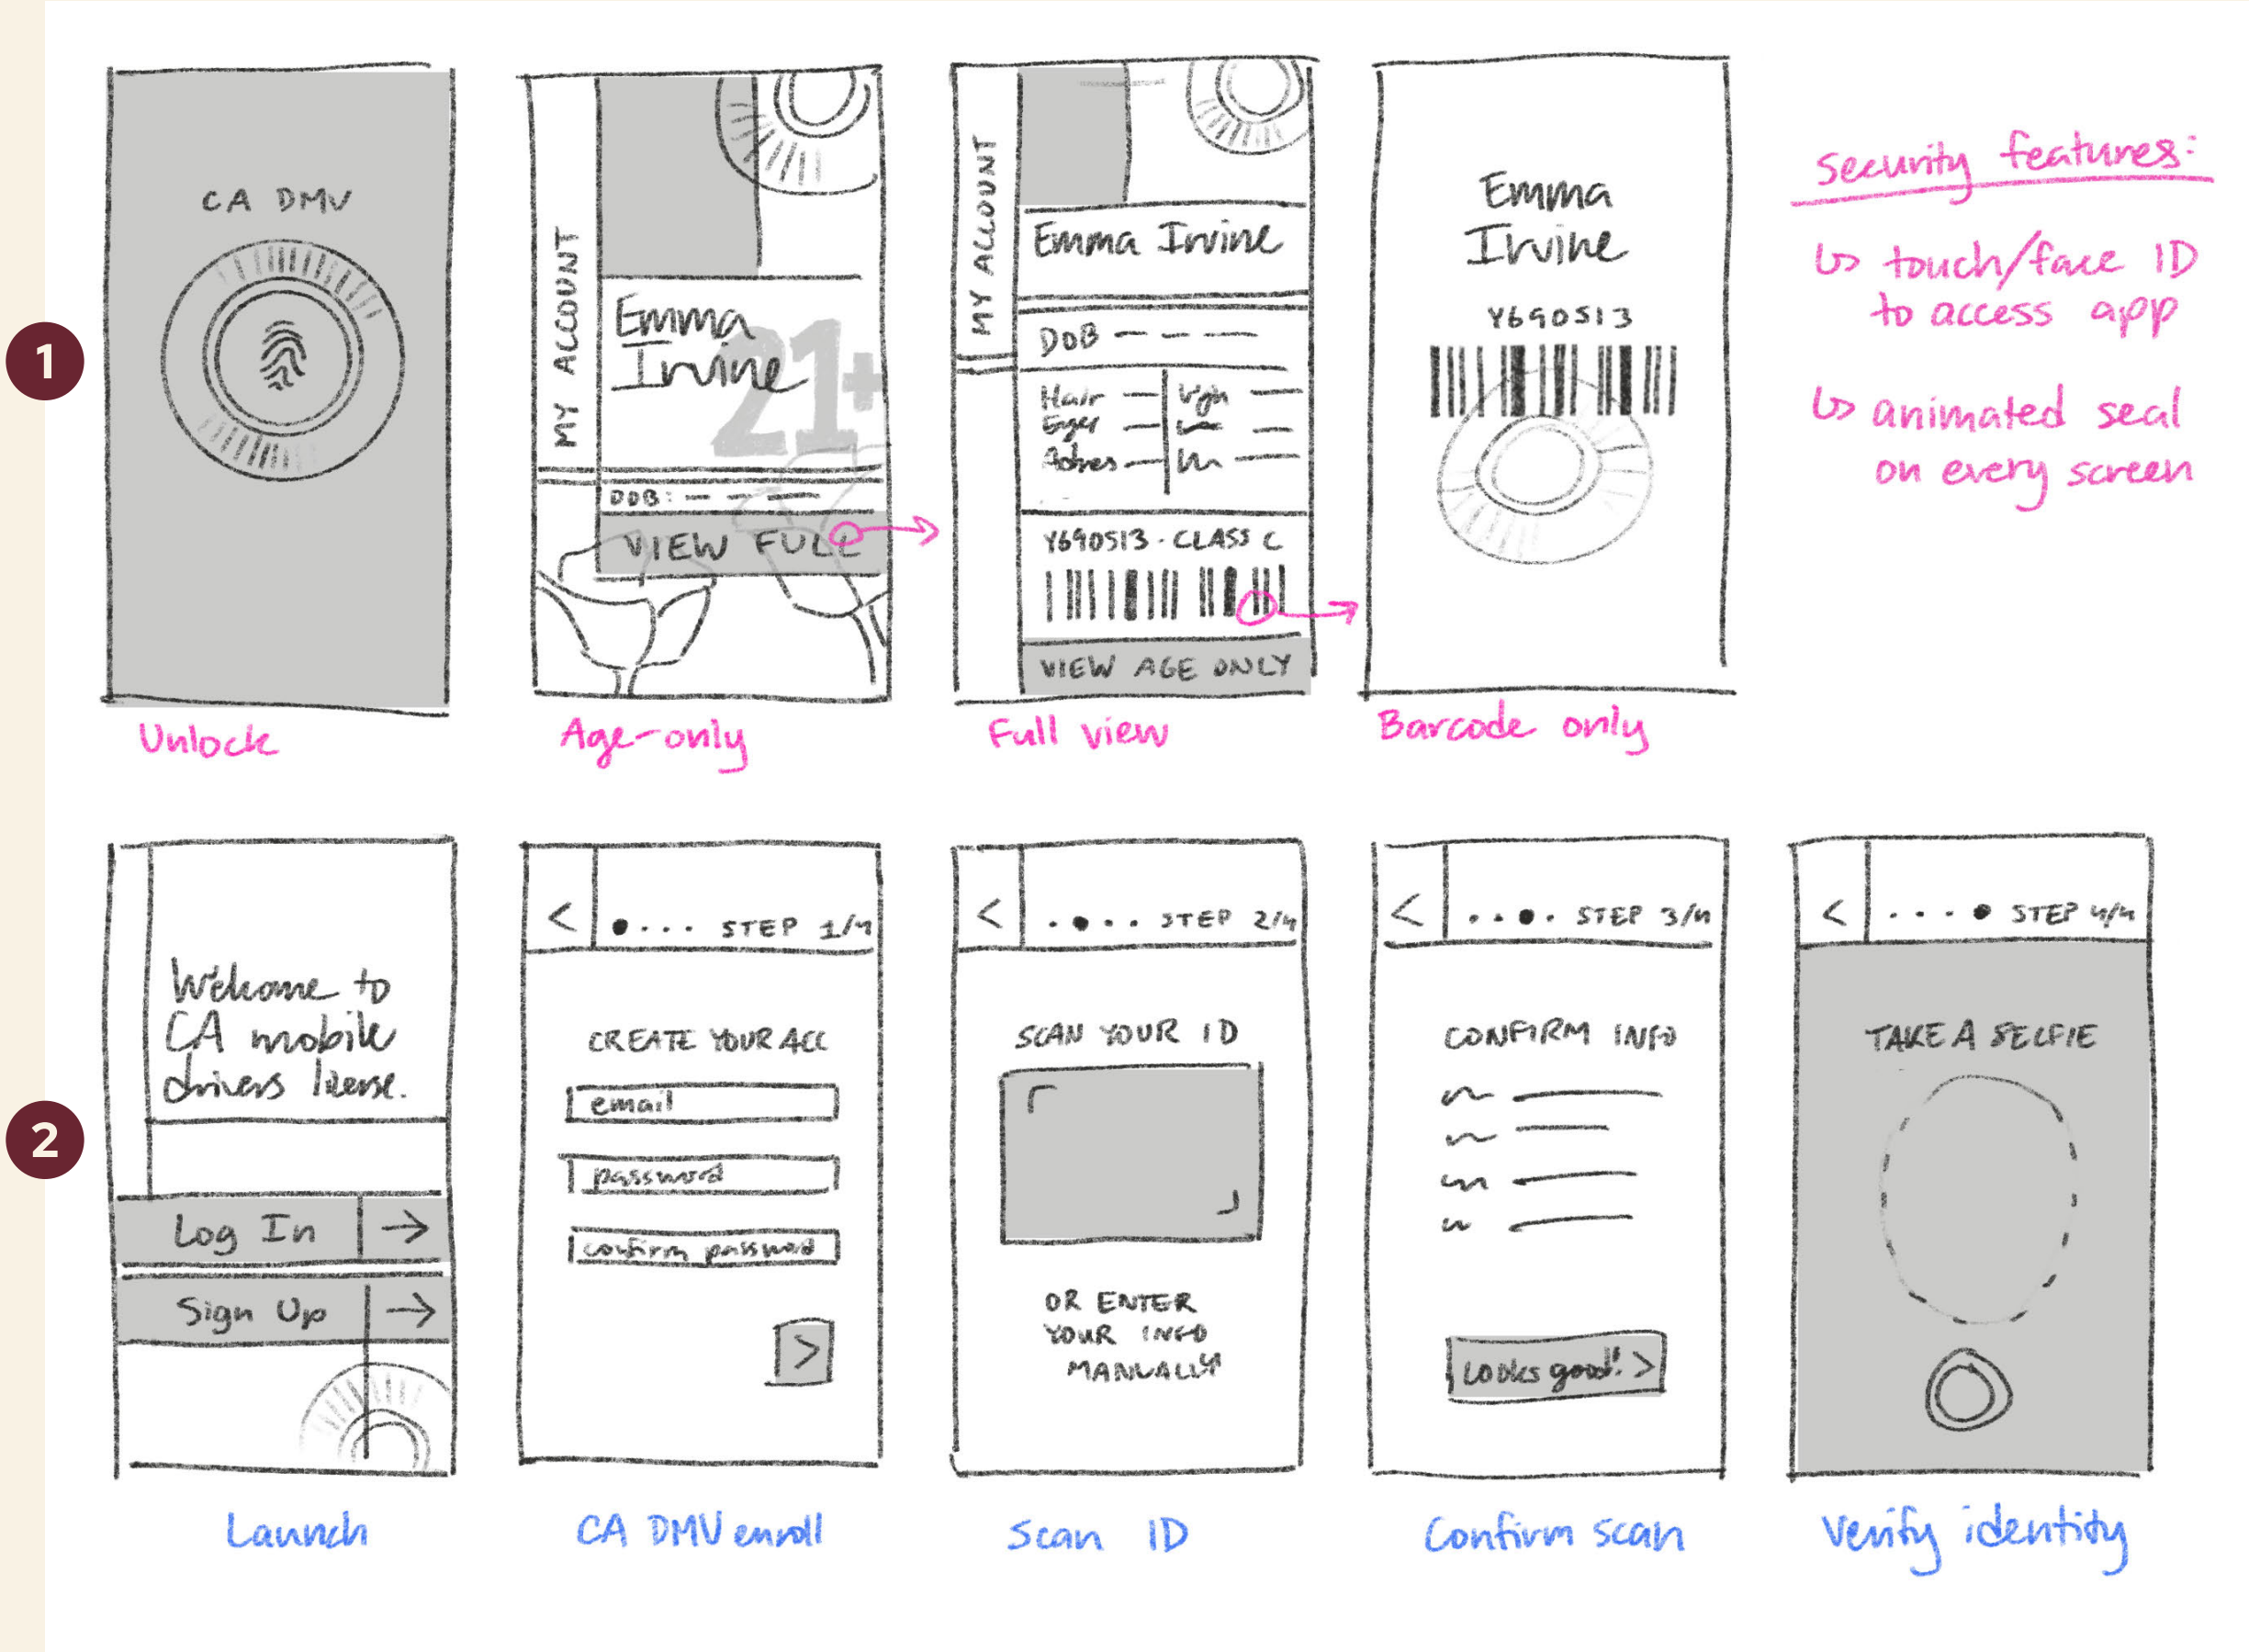 1
CA DMV
Unlock
MY ACCOUNT
Emma
Irvine
21+
DOB:
VIEW FULL
Age-only
MY ACCOUNT
Emma Irvine
DOB
Hair
Eyes
Adres
Y690513 · CLASS C
VIEW AGE ONLY
Full view
Emma
Irvine
Y690513
Barcode only
Security features:
↳ touch/face ID
to access app
↳ animated seal
on every screen
2
Welcome to
CA mobile
drivers license.
Log In →
Sign Up →
Launch
< STEP 1/4
CREATE YOUR ACC
email
password
confirm password
>
CA DMV enroll
< STEP 2/4
SCAN YOUR ID
OR ENTER
YOUR INFO
MANUALLY
Scan ID
< STEP 3/4
CONFIRM INFO
Looks good! >
Confirm scan
< STEP 4/4
TAKE A SELFIE
Verify identity